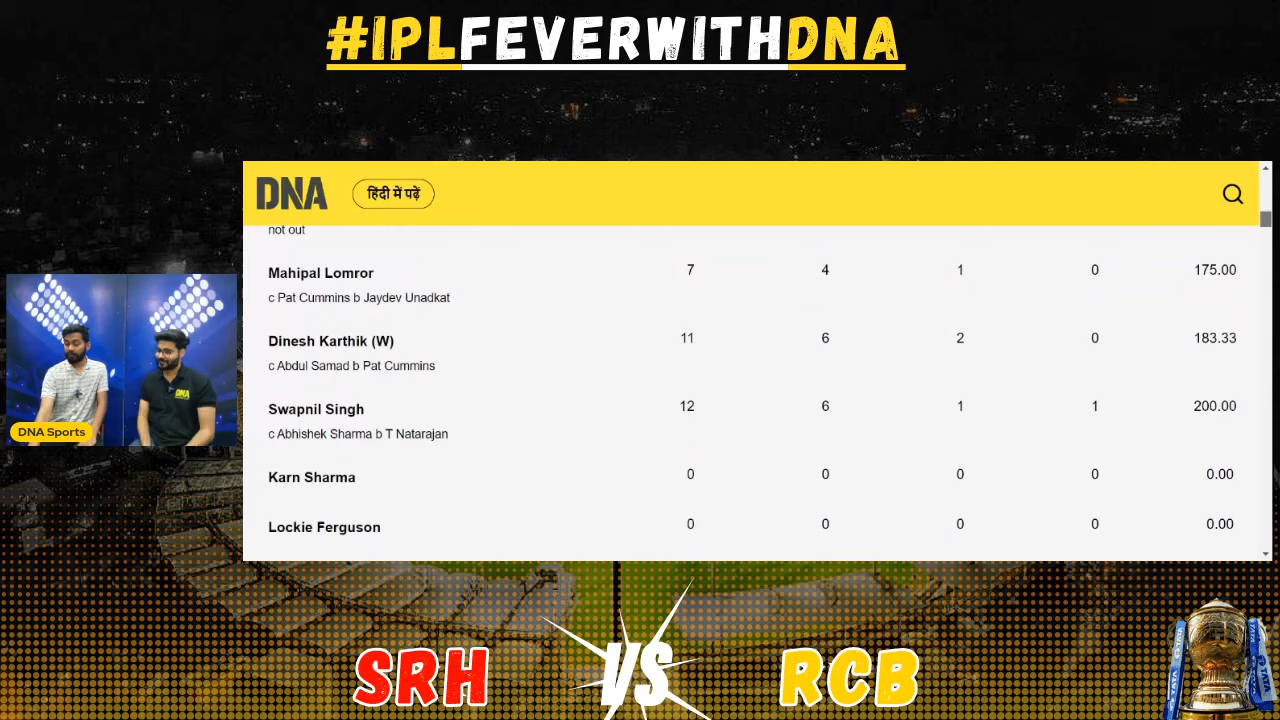 #IPLFEVERWITHDNA
DNA
हिंदी में पढ़ें
not out
Mahipal Lomror 7 4 1 0 175.00
c Pat Cummins b Jaydev Unadkat
Dinesh Karthik (W) 11 6 2 0 183.33
c Abdul Samad b Pat Cummins
Swapnil Singh 12 6 1 1 200.00
c Abhishek Sharma b T Natarajan
Karn Sharma 0 0 0 0 0.00
Lockie Ferguson 0 0 0 0 0.00
DNA
DNA Sports
SRH VS RCB
TATA